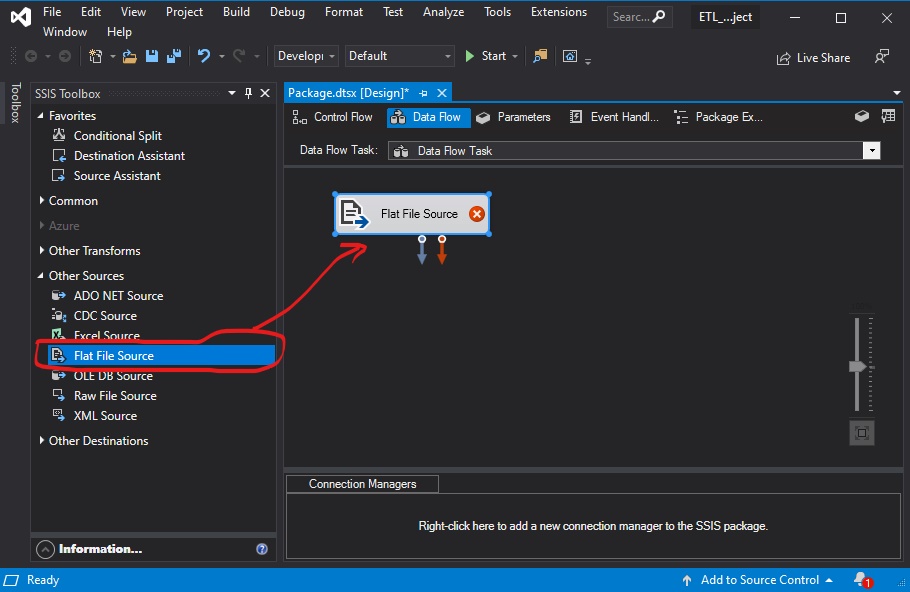 File Edit View Project Build Debug Format Test Analyze Tools Extensions Searc... ETL_...ject
Window Help
Developi Default Start Live Share
Toolbox
SSIS Toolbox
Favorites
Conditional Split
Destination Assistant
Source Assistant
Common
Azure
Other Transforms
Other Sources
ADO NET Source
CDC Source
Excel Source
Flat File Source
OLE DB Source
Raw File Source
XML Source
Other Destinations
Information...
?
Package.dtsx [Design]*
Control Flow Data Flow Parameters Event Handl... Package Ex...
Data Flow Task: Data Flow Task
Flat File Source
Connection Managers
Right-click here to add a new connection manager to the SSIS package.
Ready Add to Source Control 1